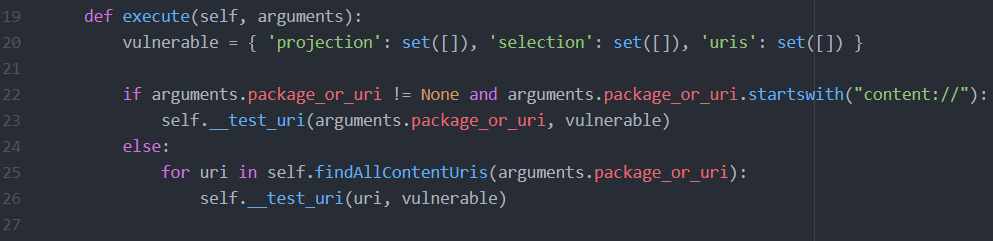 19 def execute(self, arguments):
20 vulnerable = { 'projection': set([]), 'selection': set([]), 'uris': set([]) }
21
22 if arguments.package_or_uri != None and arguments.package_or_uri.startswith("content://"):
23 self.__test_uri(arguments.package_or_uri, vulnerable)
24 else:
25 for uri in self.findAllContentUris(arguments.package_or_uri):
26 self.__test_uri(uri, vulnerable)
27